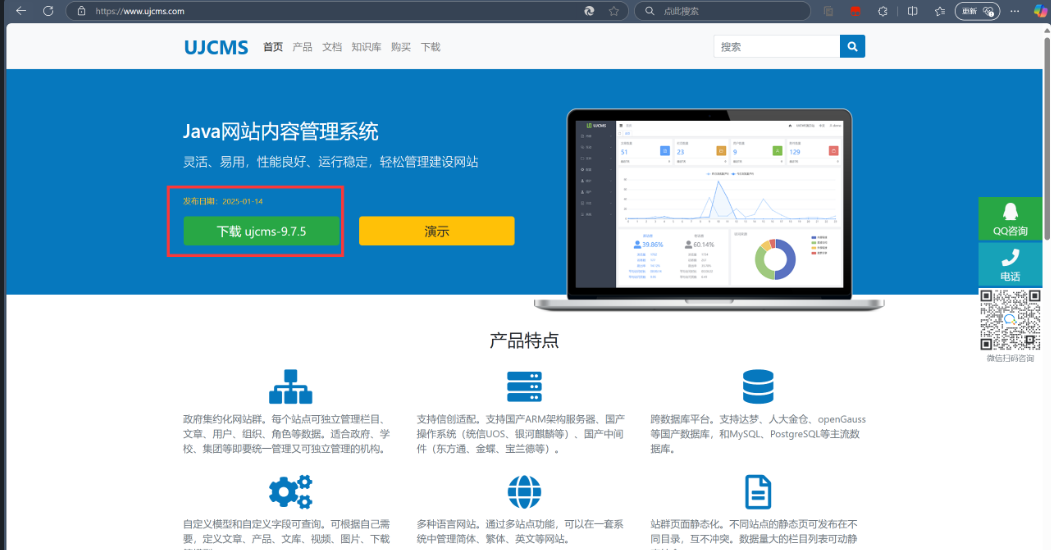 https://www.ujcms.com
点此搜索
更新
UJCMS
首页 产品 文档 知识库 购买 下载
搜索
Java网站内容管理系统
灵活、易用，性能良好、运行稳定，轻松管理建设网站
发布日期：2025-01-14
下载 ujcms-9.7.5
演示
UJCMS
51
23
9
129
39.86%
60.14%
QQ咨询
电话
微信扫码咨询
产品特点
政府集约化网站群。每个站点可独立管理栏目、
文章、用户、组织、角色等数据。适合政府、学
校、集团等即要统一管理又可独立管理的机构。
支持信创适配。支持国产ARM架构服务器、国产
操作系统（统信UOS、银河麒麟等）、国产中间
件（东方通、金蝶、宝兰德等）。
跨数据库平台。支持达梦、人大金仓、openGauss
等国产数据库，和MySQL、PostgreSQL等主流数
据库。
自定义模型和自定义字段可查询。可根据自己需
要，定义文章、产品、文库、视频、图片、下载
多种语言网站。通过多站点功能，可以在一套系
统中管理简体、繁体、英文等网站。
站群页面静态化。不同站点的静态页可发布在不
同目录，互不冲突。数据量大的栏目列表可动静